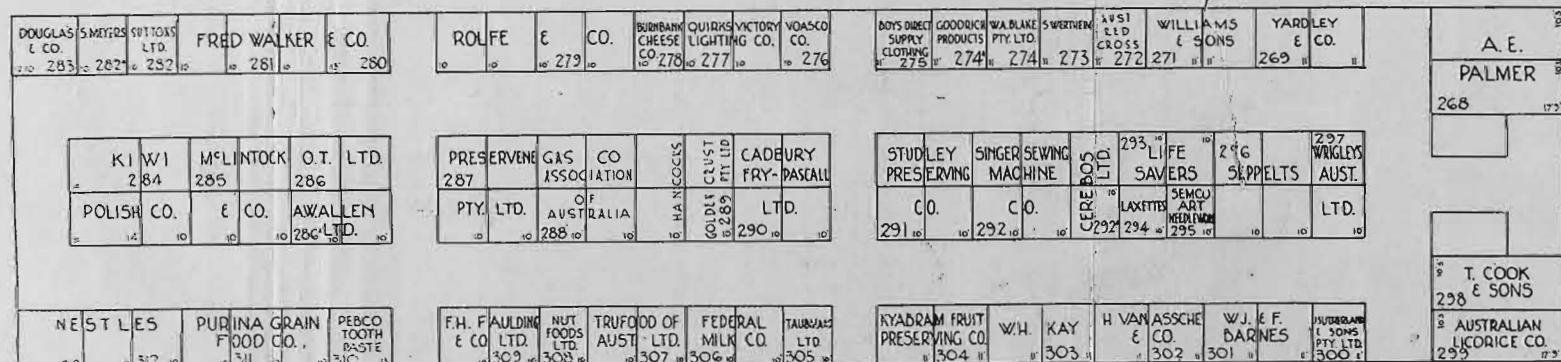 DOUGLAS
& CO.
283
S. MEYERS
282ᴬ
SUTTONS
LTD.
282
FRED WALKER & CO.
281
280
ROLFE & CO.
279
BURNBANK
CHEESE
CO.
278
QUIRKS
LIGHTING
277
VICTORY
CO.
VOASCO
CO.
276
BOYS DIRECT
SUPPLY
CLOTHING
275
GOODRICH
PRODUCTS
274ᴬ
W.A. BLAKE
PTY. LTD.
274
S WERTHEIM
273
AUST
RED
CROSS
272
WILLIAMS
& SONS
271
YARDLEY
& CO.
269
A. E.
PALMER
268
KIWI
284
POLISH CO.
McLINTOCK
285
& CO.
O.T. LTD.
286
A.W. ALLEN
LTD.
286ᴬ
PRESERVENE
287
PTY. LTD.
GAS CO
ASSOCIATION
OF
AUSTRALIA
288
HANCOCKS
GOLDEN CRUST
PTY LTD
289
CADBURY
FRY-PASCALL
LTD.
290
STUDLEY
PRESERVING
CO.
291
SINGER SEWING
MACHINE
CO.
292
CEREBOS
LTD
292ᴬ
293
LIFE
SAVERS
LAXETTES
294
SEMCO
ART
NEEDLEWORK
295
296
SEPPELTS
297
WRIGLEYS
AUST.
LTD.
298
T. COOK
& SONS
AUSTRALIAN
LICORICE CO.
299
NESTLES
312
PURINA GRAIN
FOOD CO.,
311
PEBCO
TOOTH
PASTE
310
F.H. FAULDING
& CO LTD.
309
NUT
FOODS
LTD.
308
TRUFOOD OF
AUST. LTD.
307
FEDERAL
MILK CO.
306
LTD
305
KYABRAM FRUIT
PRESERVING CO.
304
W.H. KAY
303
H VAN ASSCHE
& CO.
302
W.J. & F.
BARNES
301
& SONS
PTY. LTD
300